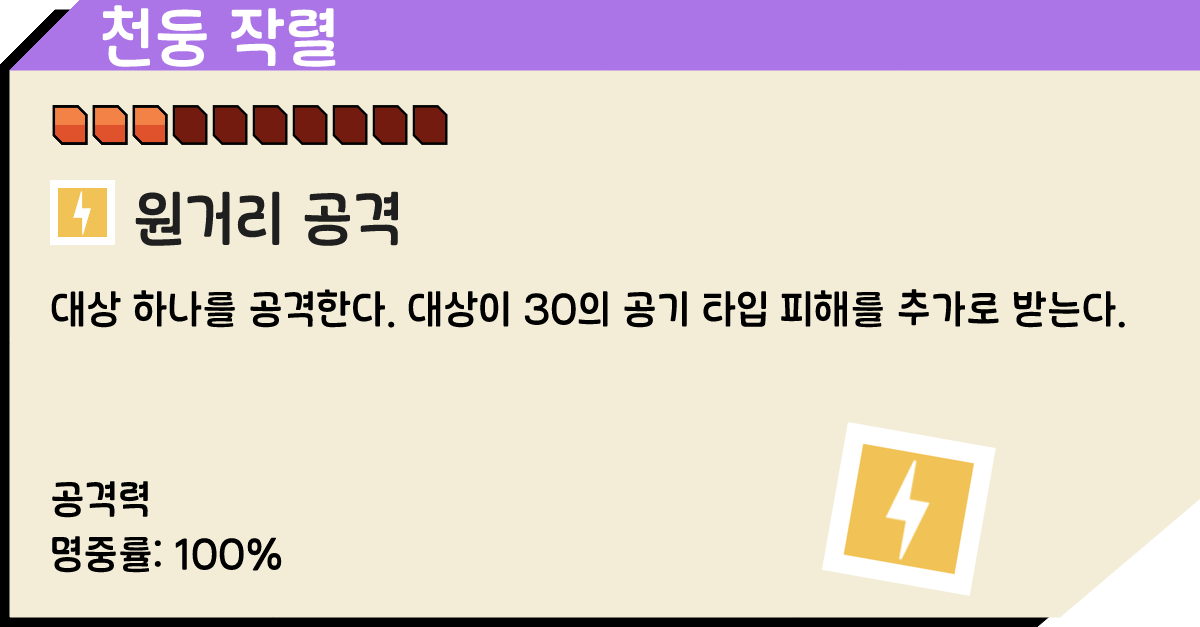 천둥 작렬
원거리 공격
대상 하나를 공격한다. 대상이 30의 공기 타입 피해를 추가로 받는다.
공격력
명중률: 100%